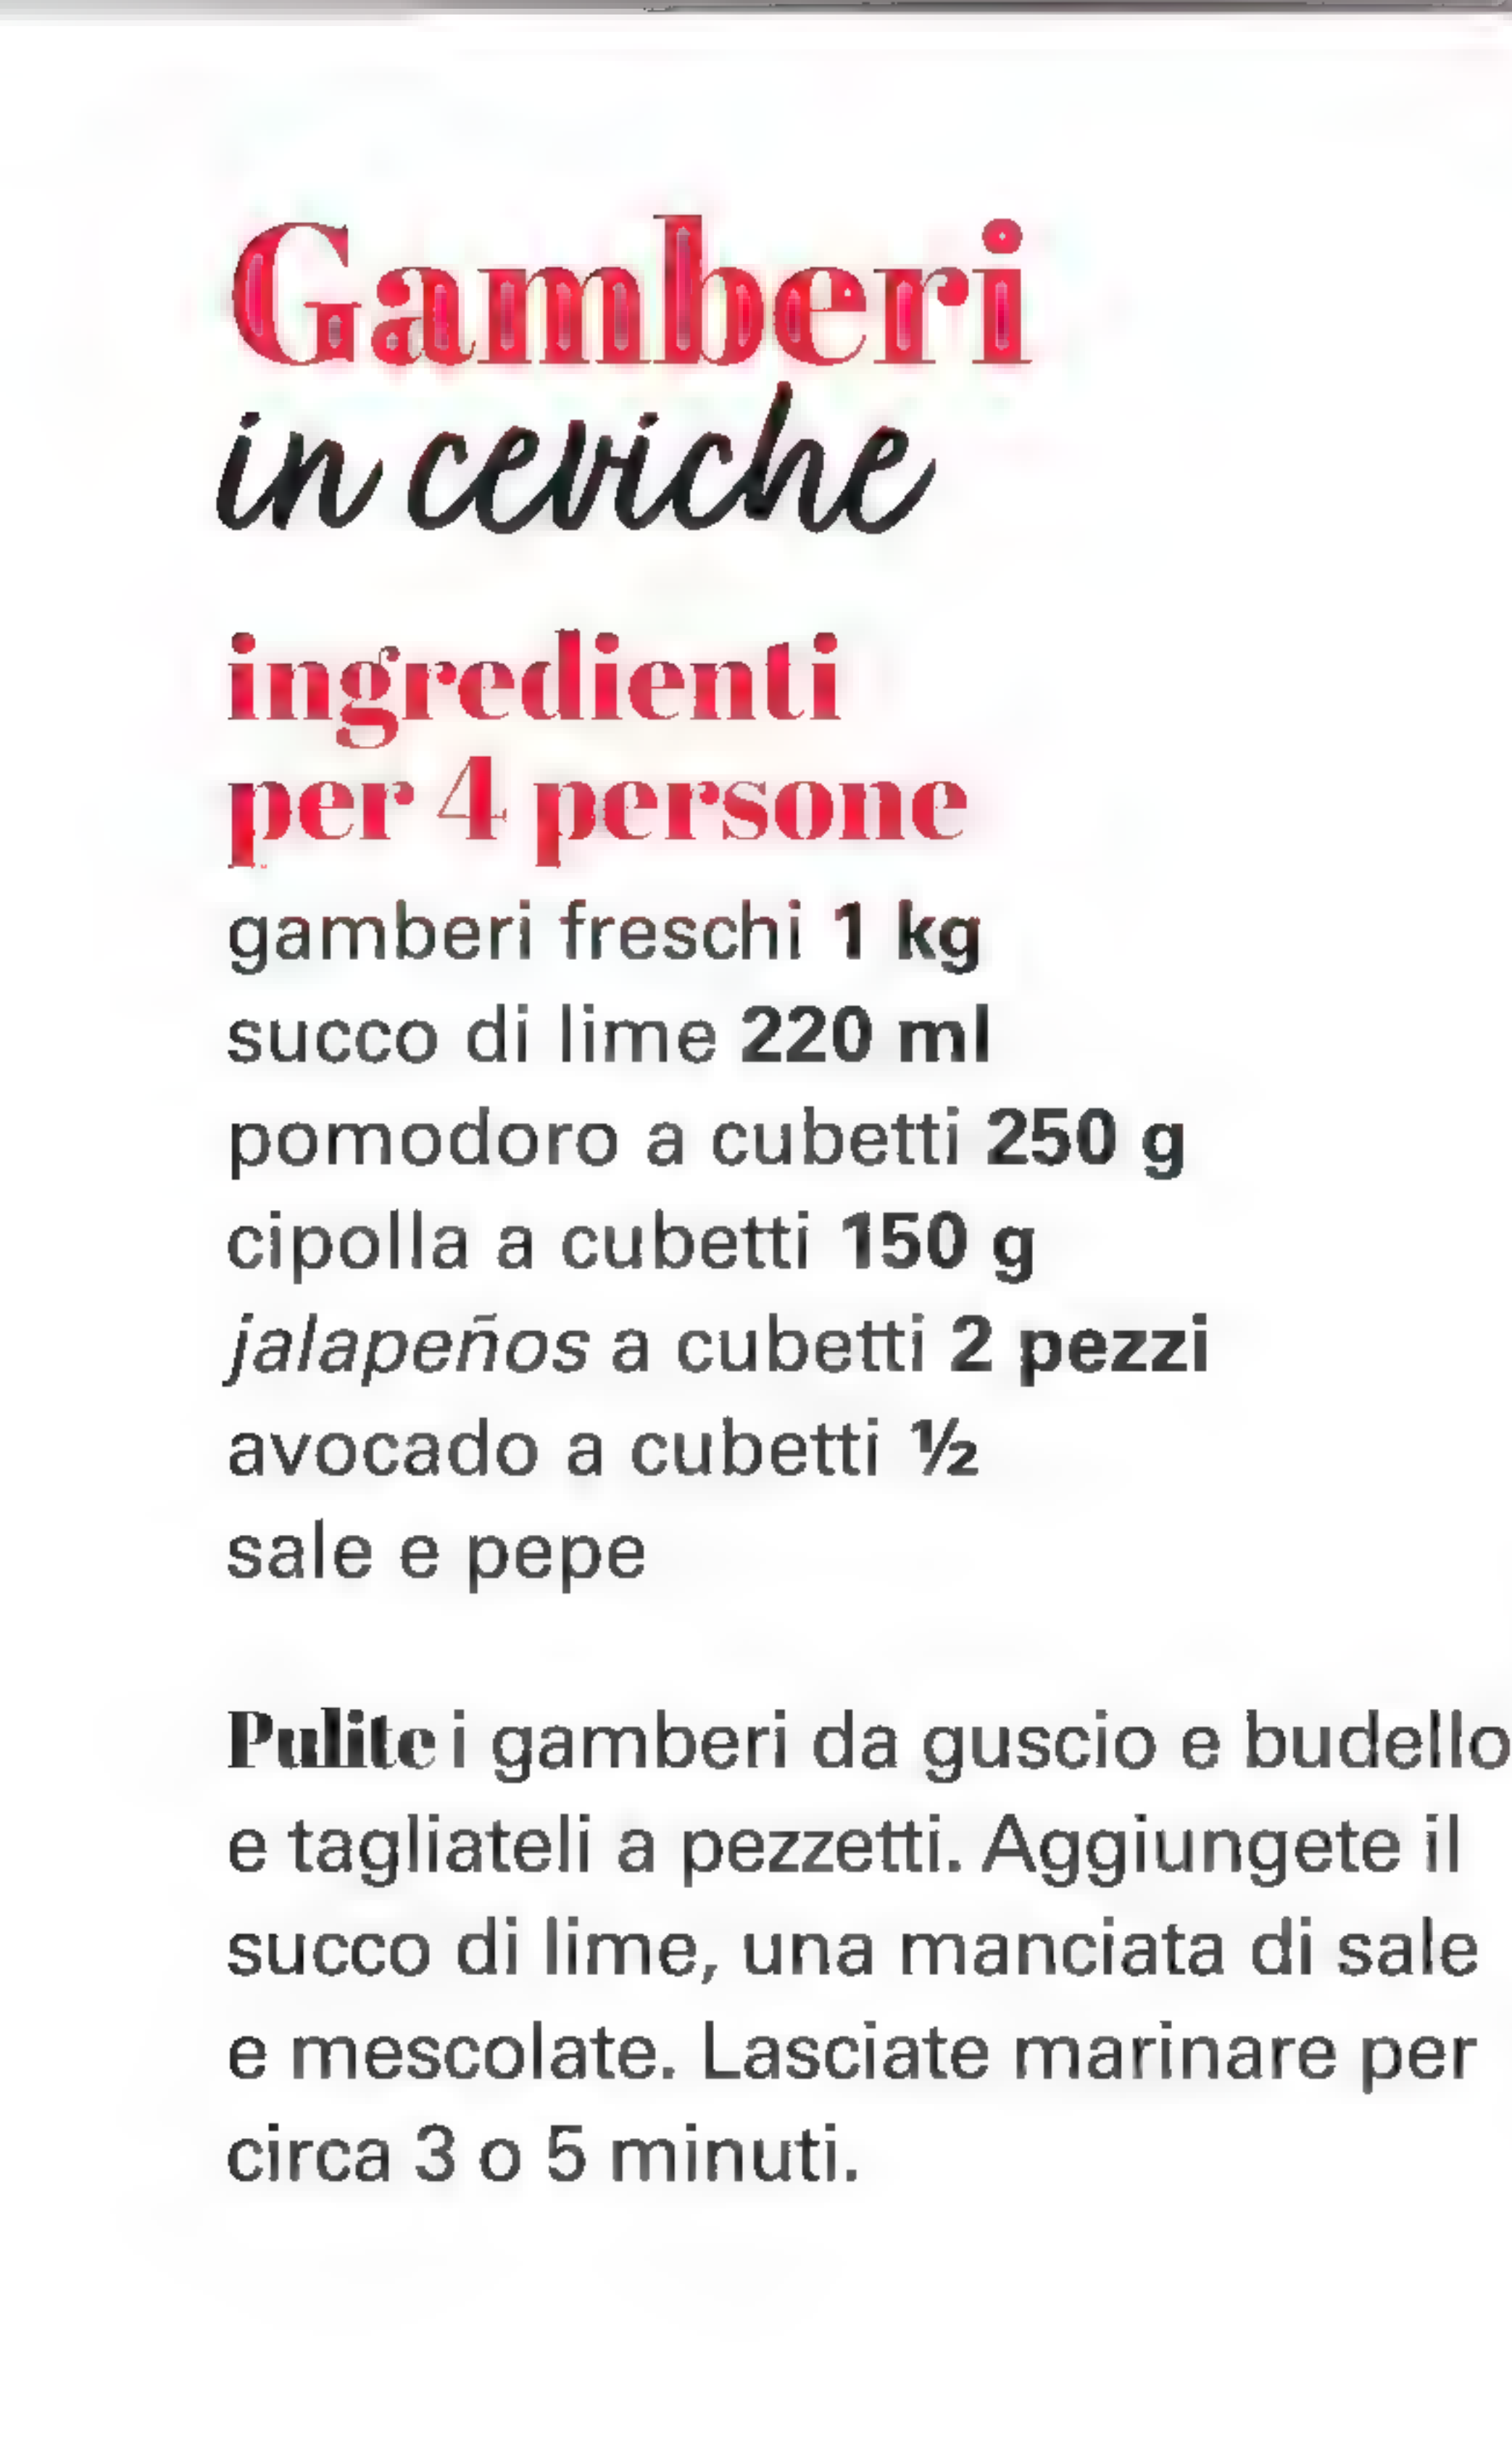 Gamberi
in ceviche
ingredienti
per 4 persone
gamberi freschi 1 kg
succo di lime 220 ml
pomodoro a cubetti 250 g
cipolla a cubetti 150 g
jalapeños a cubetti 2 pezzi
avocado a cubetti ½
sale e pepe
Pulite i gamberi da guscio e budello
e tagliateli a pezzetti. Aggiungete il
succo di lime, una manciata di sale
e mescolate. Lasciate marinare per
circa 3 o 5 minuti.